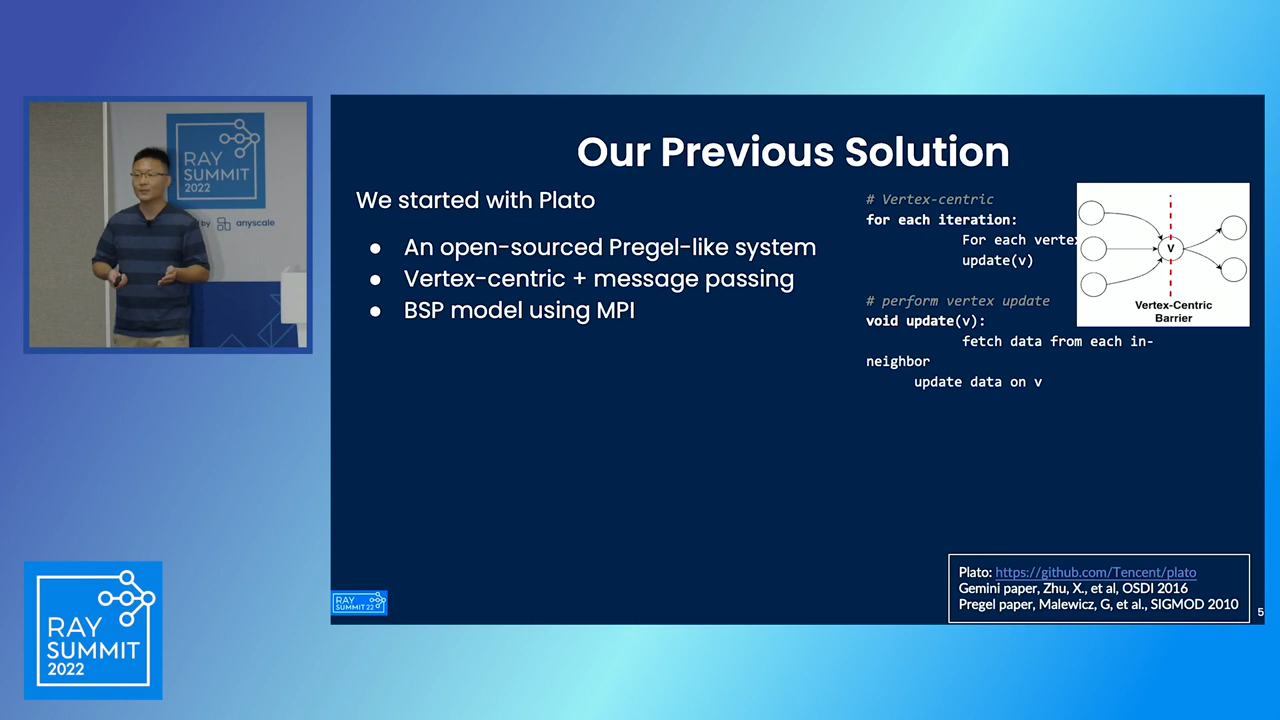 RAY
SUMMIT
2022
by anyscale
Our Previous Solution
We started with Plato
● An open-sourced Pregel-like system
● Vertex-centric + message passing
● BSP model using MPI
# Vertex-centric
for each iteration:
For each vertex
update(v)
# perform vertex update
void update(v):
fetch data from each in-
neighbor
update data on v
V
Vertex-Centric
Barrier
Plato: https://github.com/Tencent/plato
Gemini paper, Zhu, X., et al, OSDI 2016
Pregel paper, Malewicz, G, et al., SIGMOD 2010
RAY
SUMMIT 22
5
RAY
SUMMIT
2022